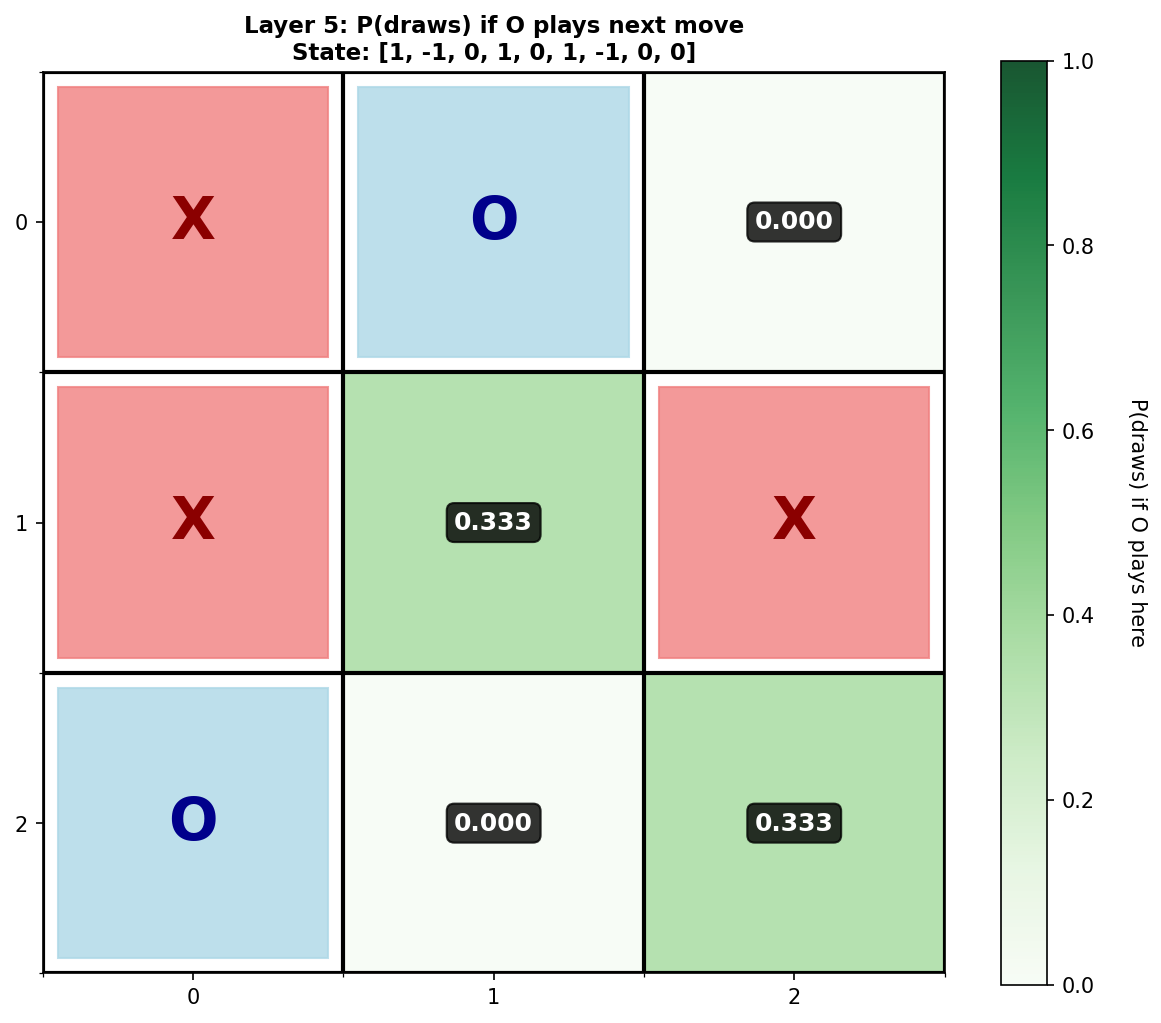 Layer 5: P(draws) if O plays next move
State: [1, -1, 0, 1, 0, 1, -1, 0, 0]
0
X
O
0.000
1
X
0.333
X
2
O
0.000
0.333
0
1
2
1.0
0.8
0.6
0.4
0.2
0.0
P(draws) if O plays here